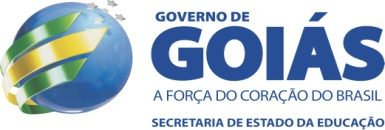 GOVERNO DE
GOIÁS
A FORÇA DO CORAÇÃO DO BRASIL
SECRETARIA DE ESTADO DA EDUCAÇÃO